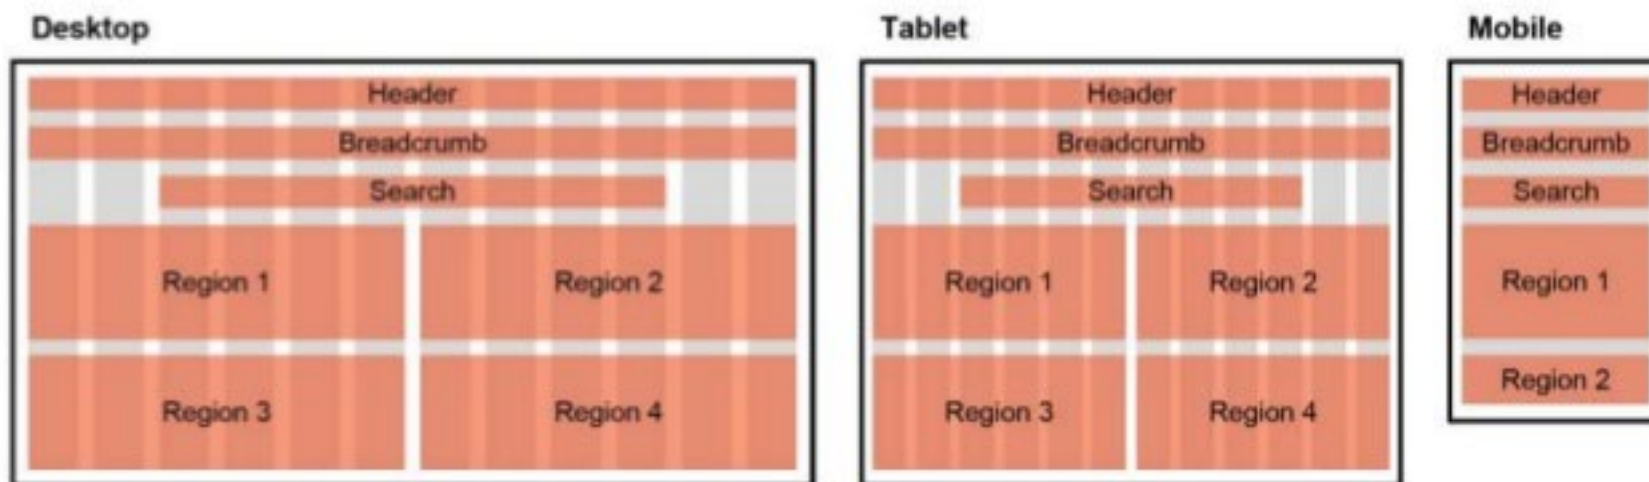 Desktop
Header
Breadcrumb
Search
Region 1 Region 2
Region 3 Region 4
Tablet
Header
Breadcrumb
Search
Region 1 Region 2
Region 3 Region 4
Mobile
Header
Breadcrumb
Search
Region 1
Region 2